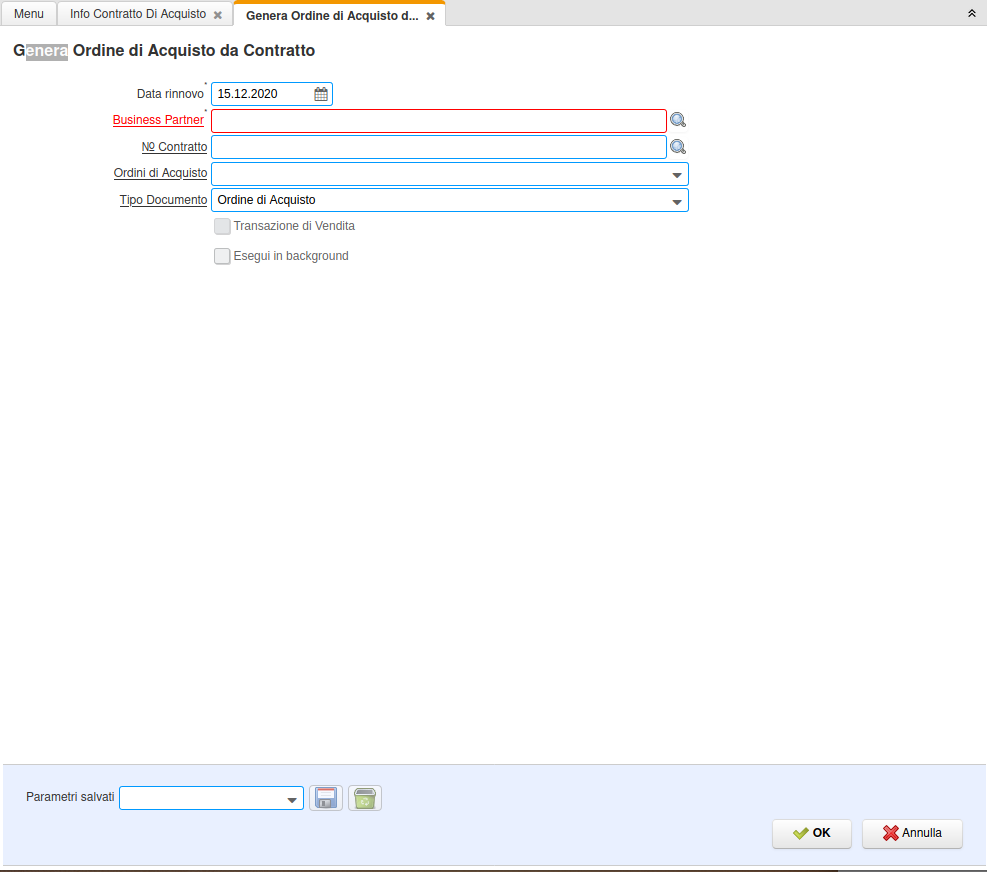 Menu
Info Contratto Di Acquisto
Genera Ordine di Acquisto d...
Genera Ordine di Acquisto da Contratto
Data rinnovo* 15.12.2020
Business Partner*
Nº Contratto
Ordini di Acquisto
Tipo Documento Ordine di Acquisto
Transazione di Vendita
Esegui in background
Parametri salvati
OK
Annulla